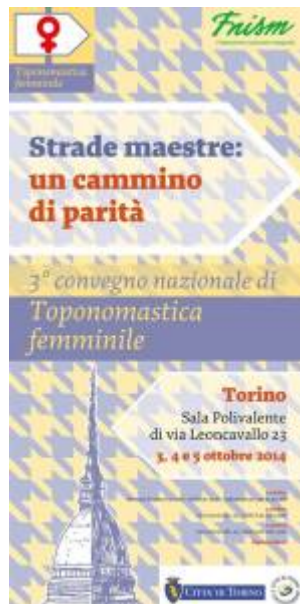 Fnism
Toponomastica
femminile
Strade maestre:
un cammino
di parità
3° convegno nazionale di
Toponomastica
femminile
Torino
Sala Polivalente
di via Leoncavallo 23
3, 4 e 5 ottobre 2014
CITTÀ DI TORINO